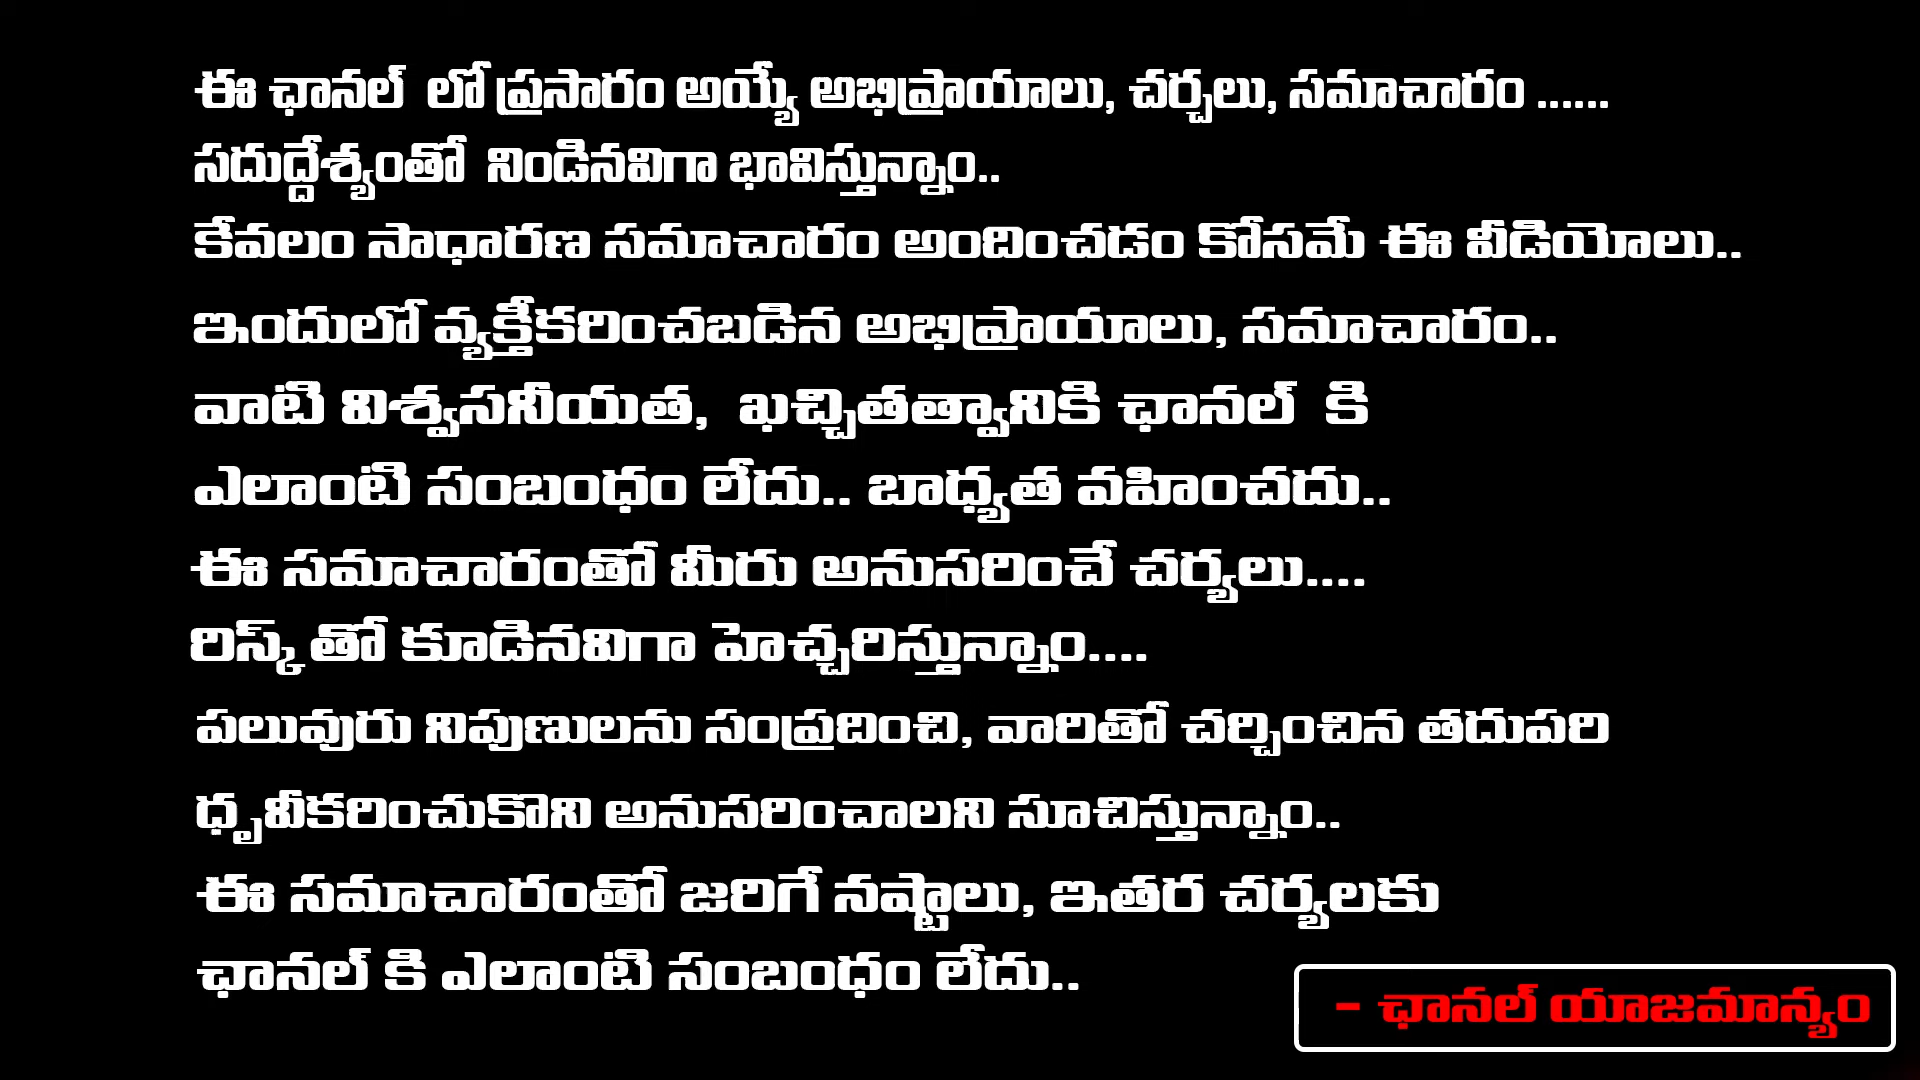 ఈ ఛానల్ లో ప్రసారం అయ్యే అభిప్రాయాలు, చర్చలు, సమాచారం ......
సదుద్దేశ్యంతో నిండినవిగా భావిస్తున్నాం..
కేవలం సాధారణ సమాచారం అందించడం కోసమే ఈ వీడియోలు..
ఇందులో వ్యక్తీకరించబడిన అభిప్రాయాలు, సమాచారం..
వాటి విశ్వసనీయత, ఖచ్చితత్వానికి ఛానల్ కి
ఎలాంటి సంబంధం లేదు.. బాధ్యత వహించదు..
ఈ సమాచారంతో మీరు అనుసరించే చర్యలు....
రిస్క్ తో కూడినవిగా హెచ్చరిస్తున్నాం....
పలువురు నిపుణులను సంప్రదించి, వారితో చర్చించిన తదుపరి
ధృవీకరించుకొని అనుసరించాలని సూచిస్తున్నాం..
ఈ సమాచారంతో జరిగే నష్టాలు, ఇతర చర్యలకు
ఛానల్ కి ఎలాంటి సంబంధం లేదు..
- ఛానల్ యాజమాన్యం